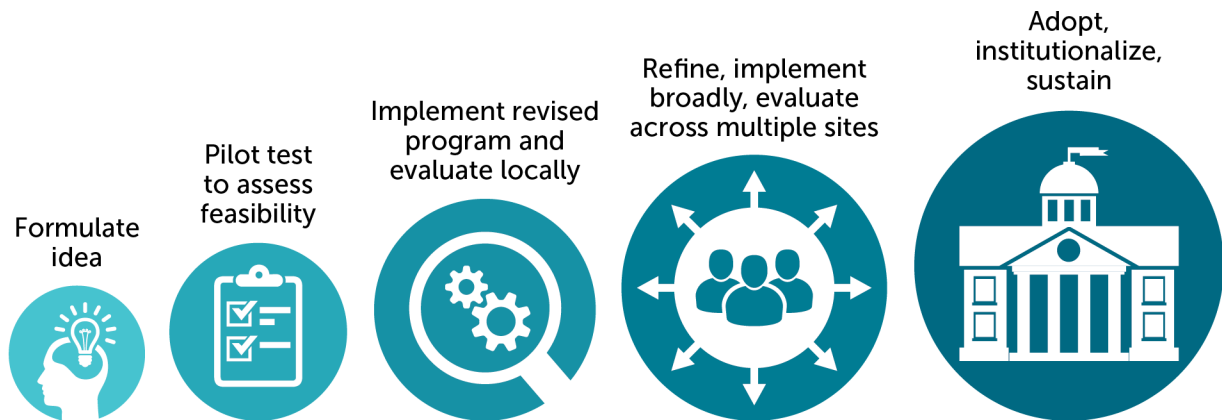 Formulate
idea
Pilot test
to assess
feasibility
Implement revised
program and
evaluate locally
Refine, implement
broadly, evaluate
across multiple sites
Adopt,
institutionalize,
sustain